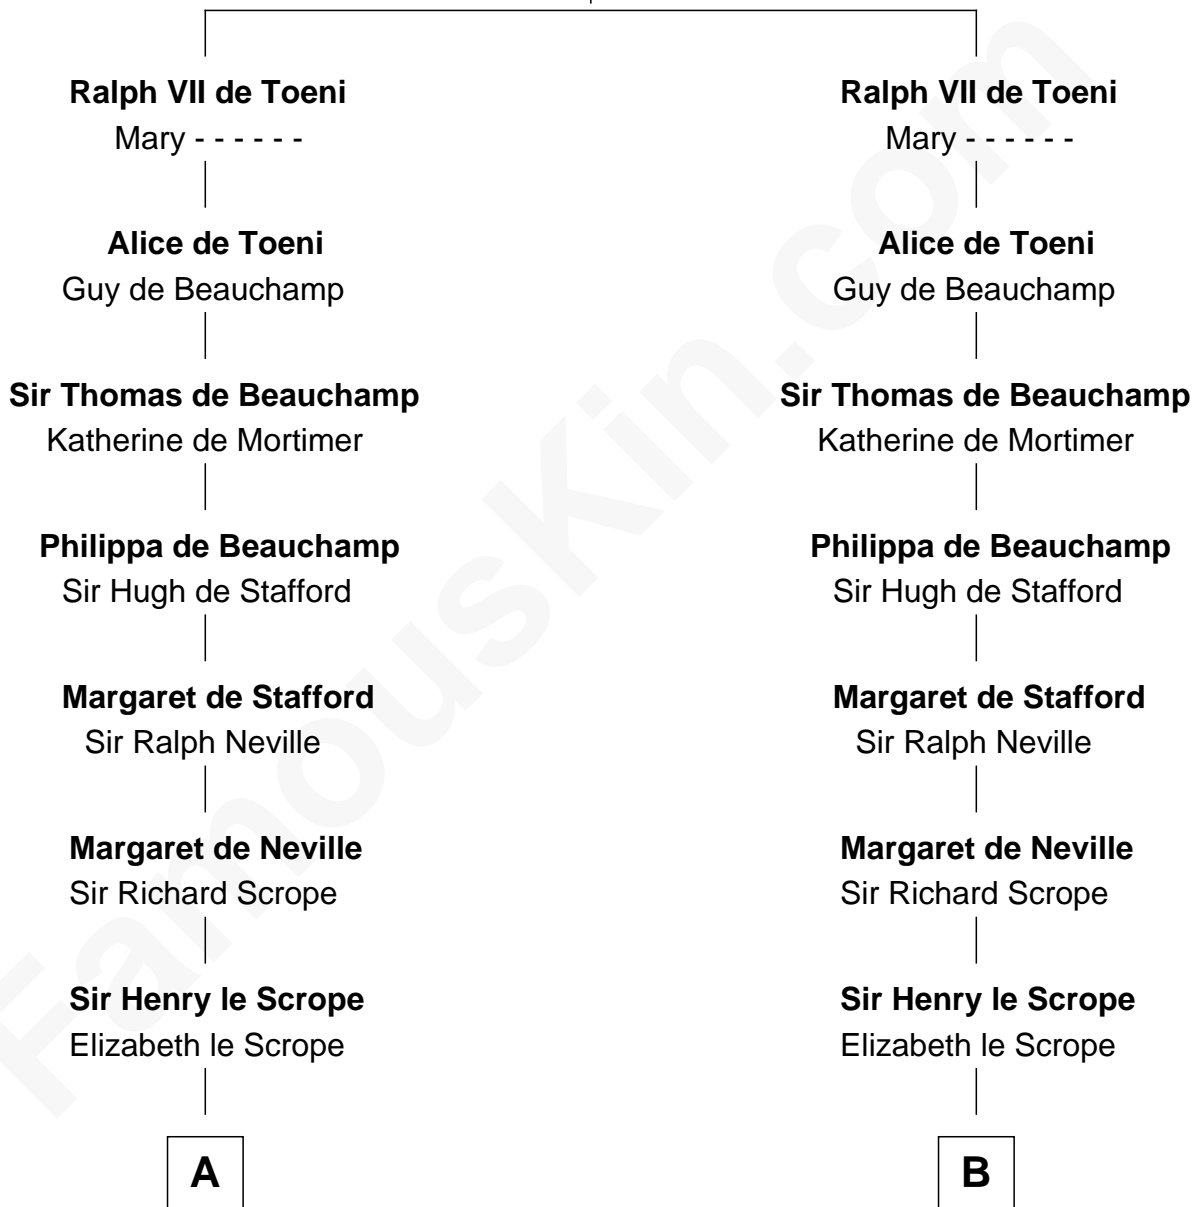 Ralph VII de Toeni
Mary - - - - - -
Alice de Toeni
Guy de Beauchamp
Sir Thomas de Beauchamp
Katherine de Mortimer
Philippa de Beauchamp
Sir Hugh de Stafford
Margaret de Stafford
Sir Ralph Neville
Margaret de Neville
Sir Richard Scrope
Sir Henry le Scrope
Elizabeth le Scrope
A
Ralph VII de Toeni
Mary - - - - - -
Alice de Toeni
Guy de Beauchamp
Sir Thomas de Beauchamp
Katherine de Mortimer
Philippa de Beauchamp
Sir Hugh de Stafford
Margaret de Stafford
Sir Ralph Neville
Margaret de Neville
Sir Richard Scrope
Sir Henry le Scrope
Elizabeth le Scrope
B
FamousKin.com